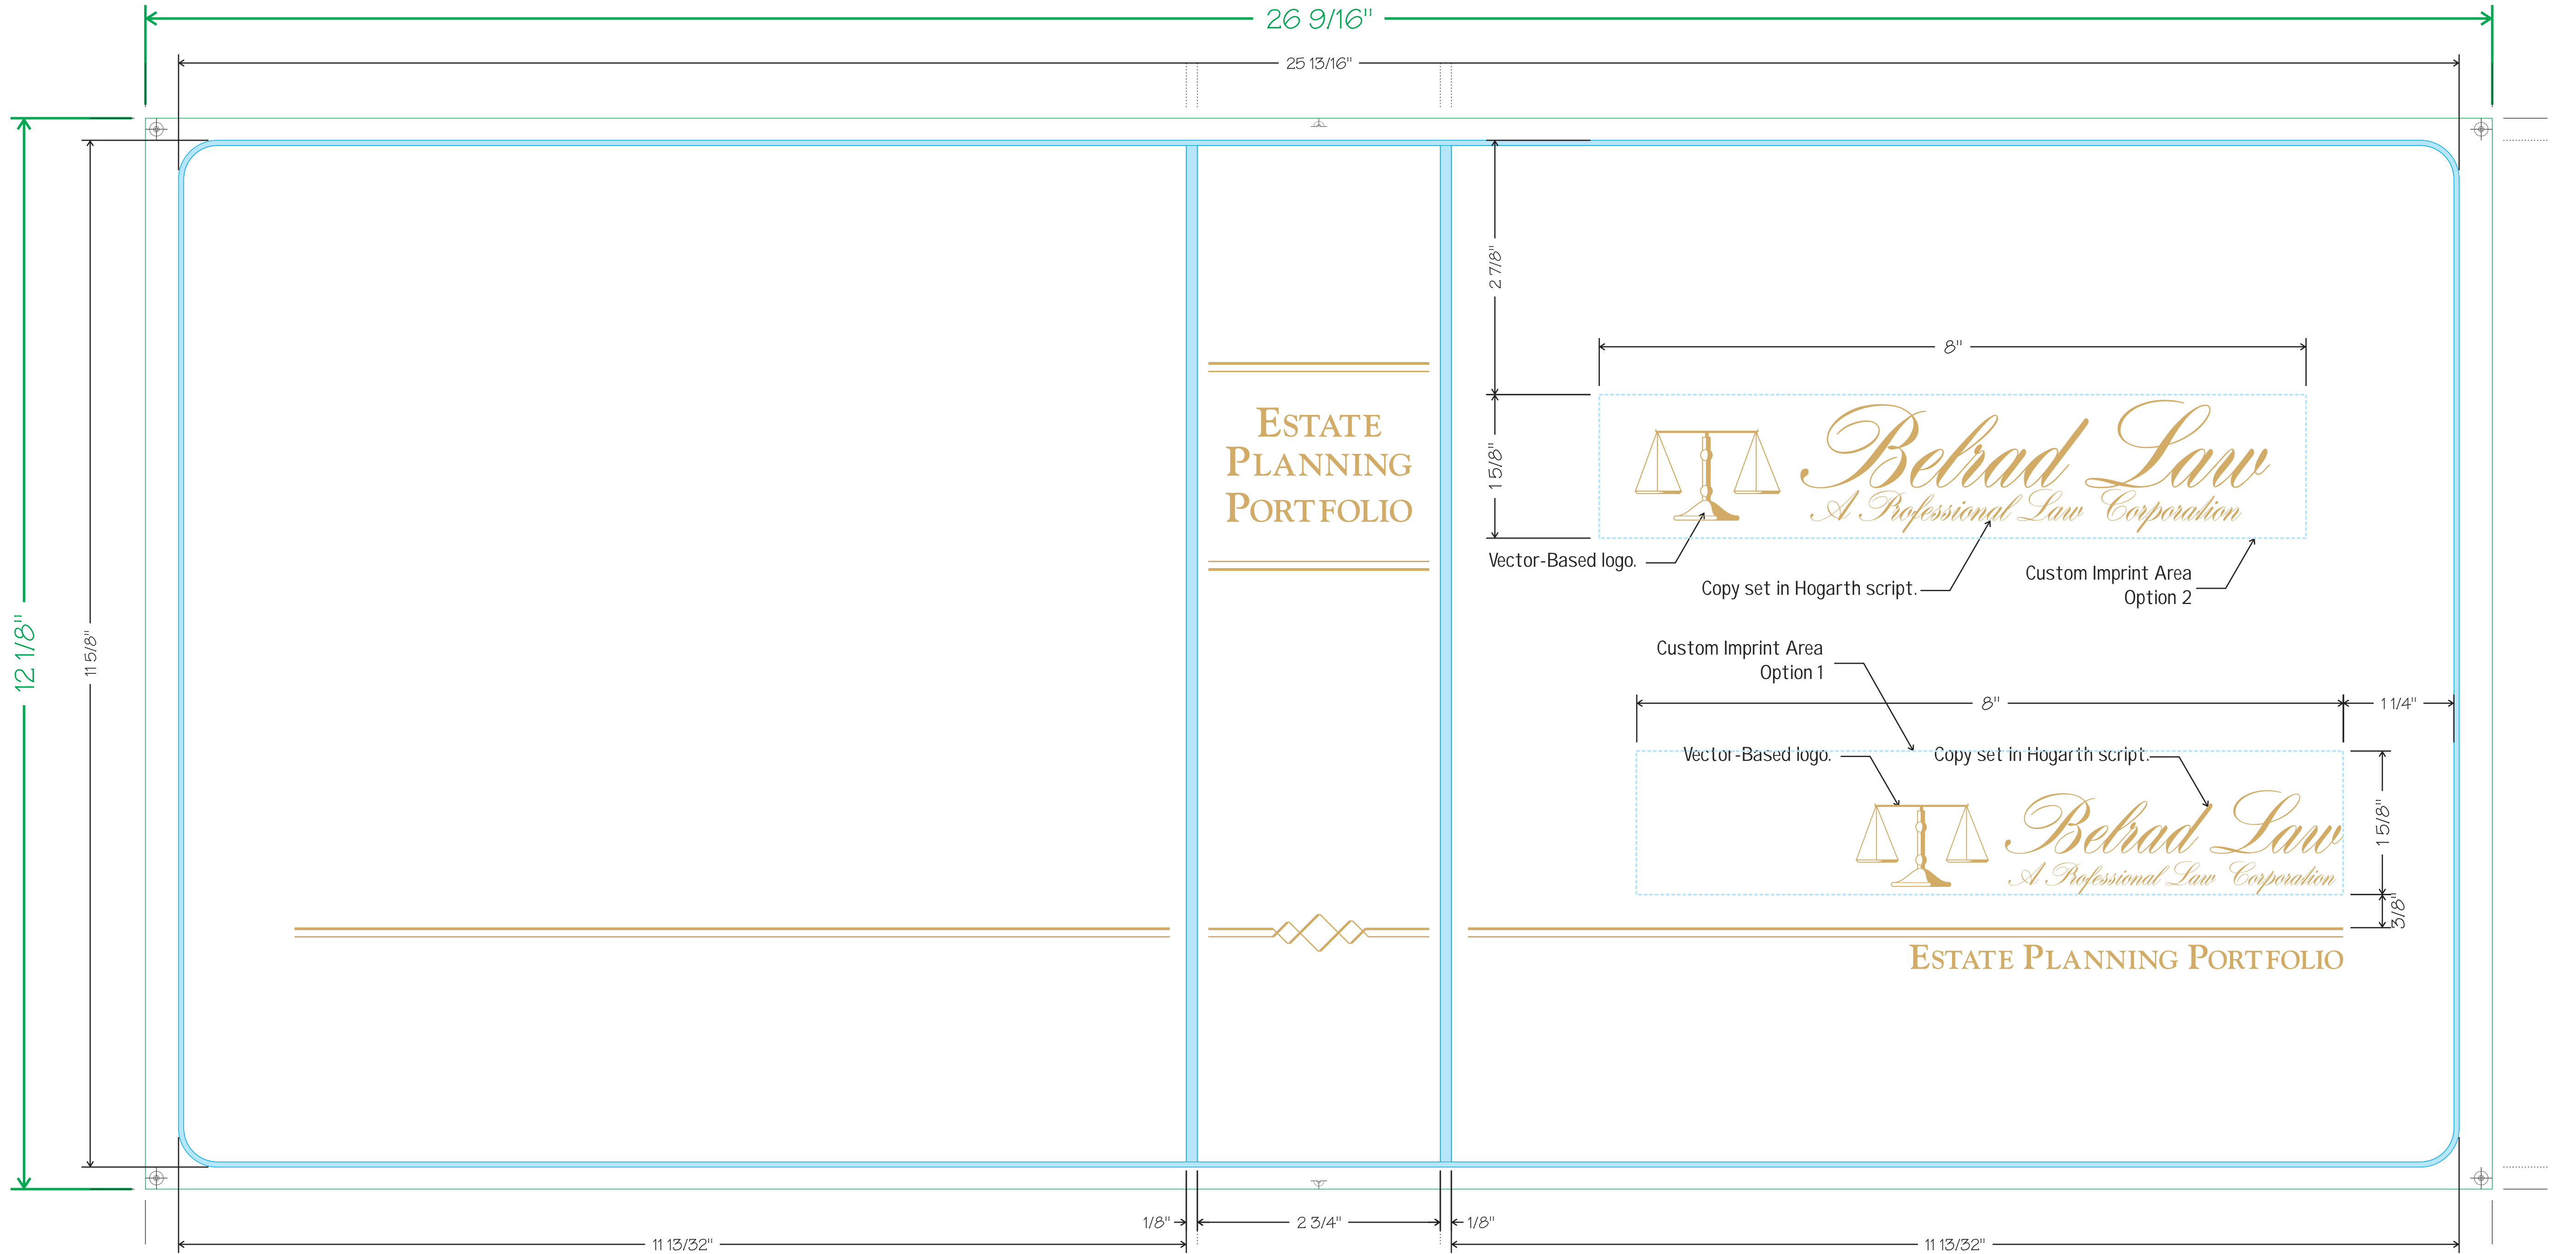 26 9/16"
25 13/16"
12 1/8"
11 5/8"
2 7/8"
8"
1 5/8"
ESTATE
PLANNING
PORTFOLIO
Belrad Law
A Professional Law Corporation
Vector-Based logo.
Copy set in Hogarth script.
Custom Imprint Area
Option 2
Custom Imprint Area
Option 1
8"
1 1/4"
Vector-Based logo.
Copy set in Hogarth script.
Belrad Law
A Professional Law Corporation
1 5/8"
3/8"
ESTATE PLANNING PORTFOLIO
1/8"
2 3/4"
1/8"
11 13/32"
11 13/32"